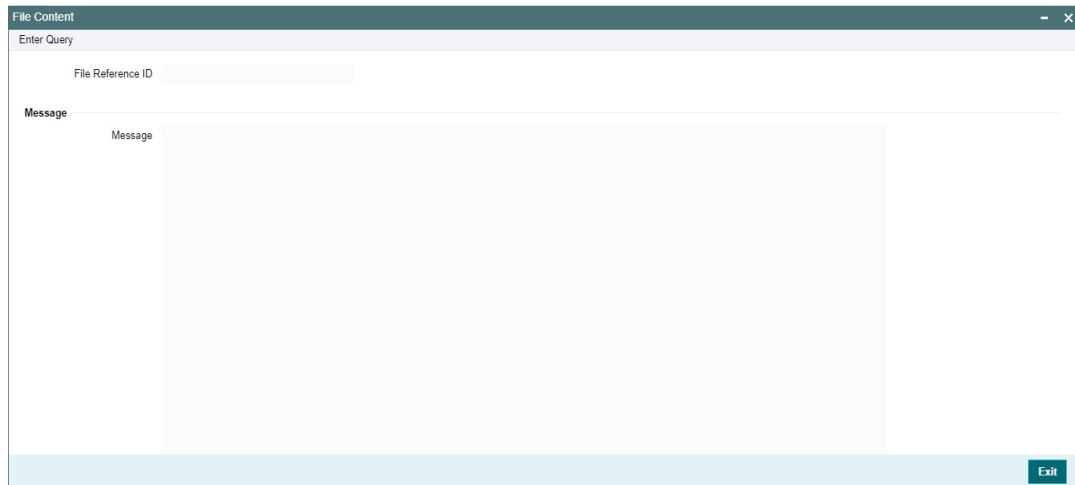 File Content
Enter Query
File Reference ID
Message
Message
Exit